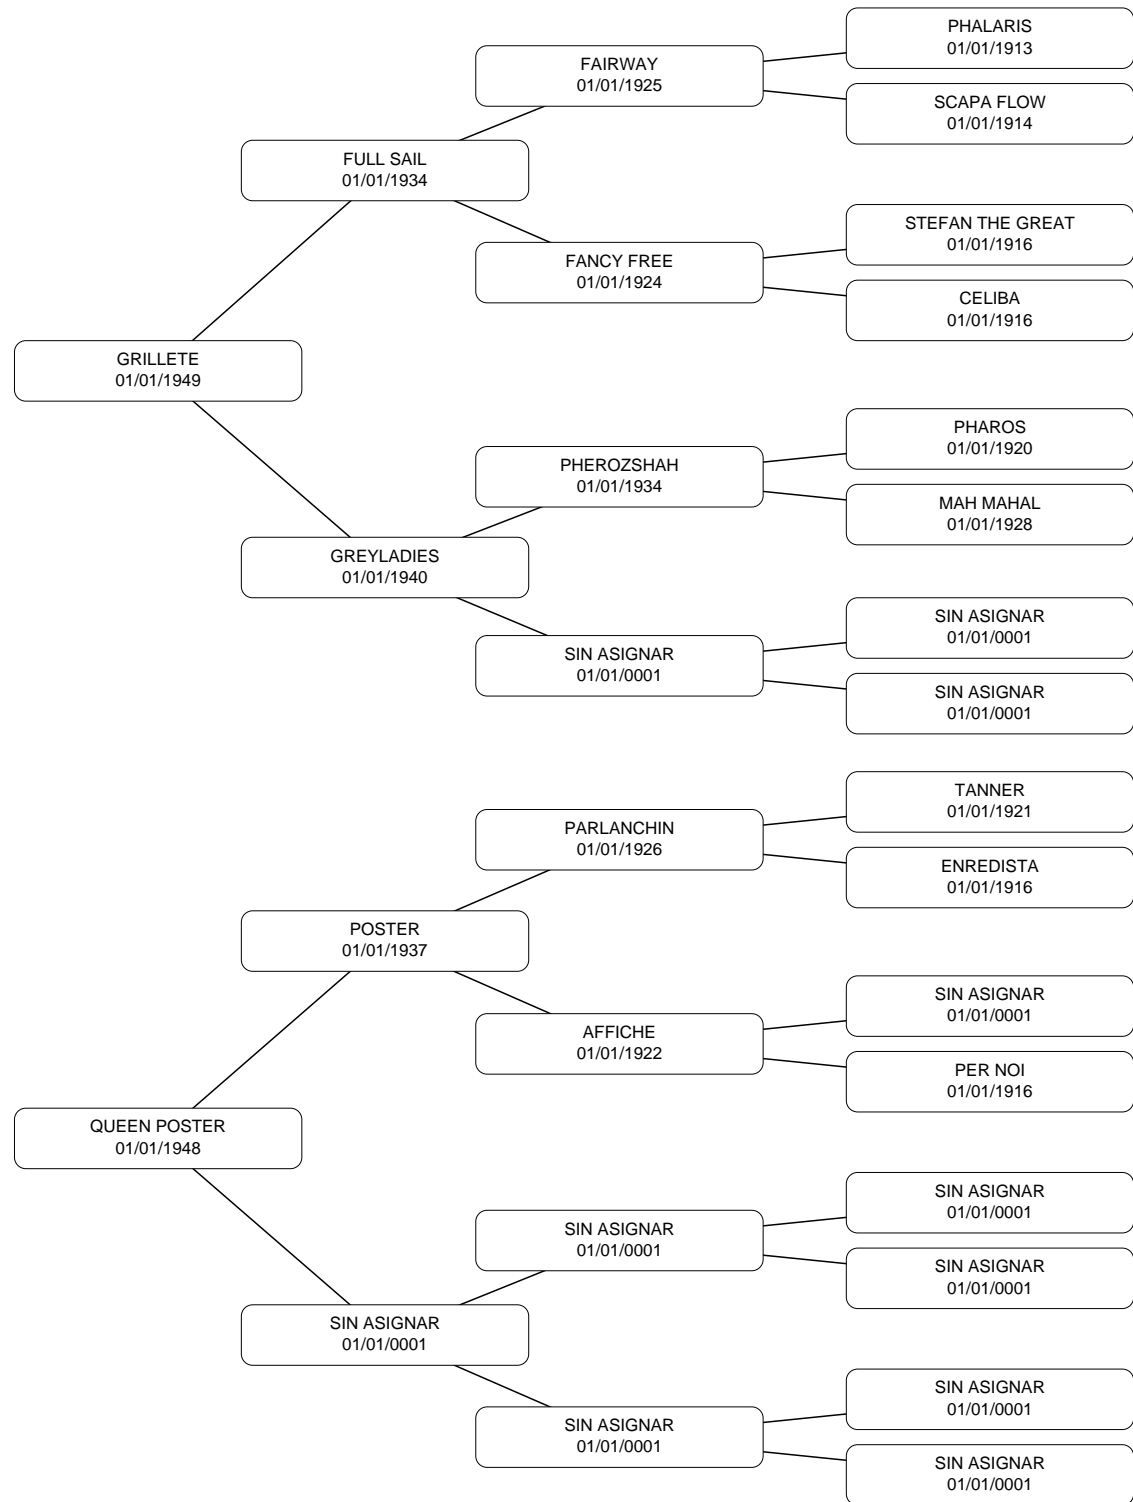 PHALARIS
01/01/1913
FAIRWAY
01/01/1925
SCAPA FLOW
01/01/1914
FULL SAIL
01/01/1934
STEFAN THE GREAT
01/01/1916
FANCY FREE
01/01/1924
CELIBA
01/01/1916
GRILLETE
01/01/1949
PHAROS
01/01/1920
PHEROZSHAH
01/01/1934
MAH MAHAL
01/01/1928
GREYLADIES
01/01/1940
SIN ASIGNAR
01/01/0001
SIN ASIGNAR
01/01/0001
SIN ASIGNAR
01/01/0001
TANNER
01/01/1921
PARLANCHIN
01/01/1926
ENREDISTA
01/01/1916
POSTER
01/01/1937
SIN ASIGNAR
01/01/0001
AFFICHE
01/01/1922
PER NOI
01/01/1916
QUEEN POSTER
01/01/1948
SIN ASIGNAR
01/01/0001
SIN ASIGNAR
01/01/0001
SIN ASIGNAR
01/01/0001
SIN ASIGNAR
01/01/0001
SIN ASIGNAR
01/01/0001
SIN ASIGNAR
01/01/0001
SIN ASIGNAR
01/01/0001